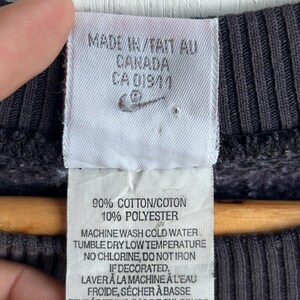 MADE IN/FAIT AU
CANADA
CA 01944
®
90% COTTON/COTON
10% POLYESTER
MACHINE WASH COLD WATER.
TUMBLE DRY LOW TEMPERATURE
NO CHLORINE, DO NOT IRON
IF DECORATED.
LAVER À LA MACHINE À L'EAU
FROIDE, SÉCHER À BASSE